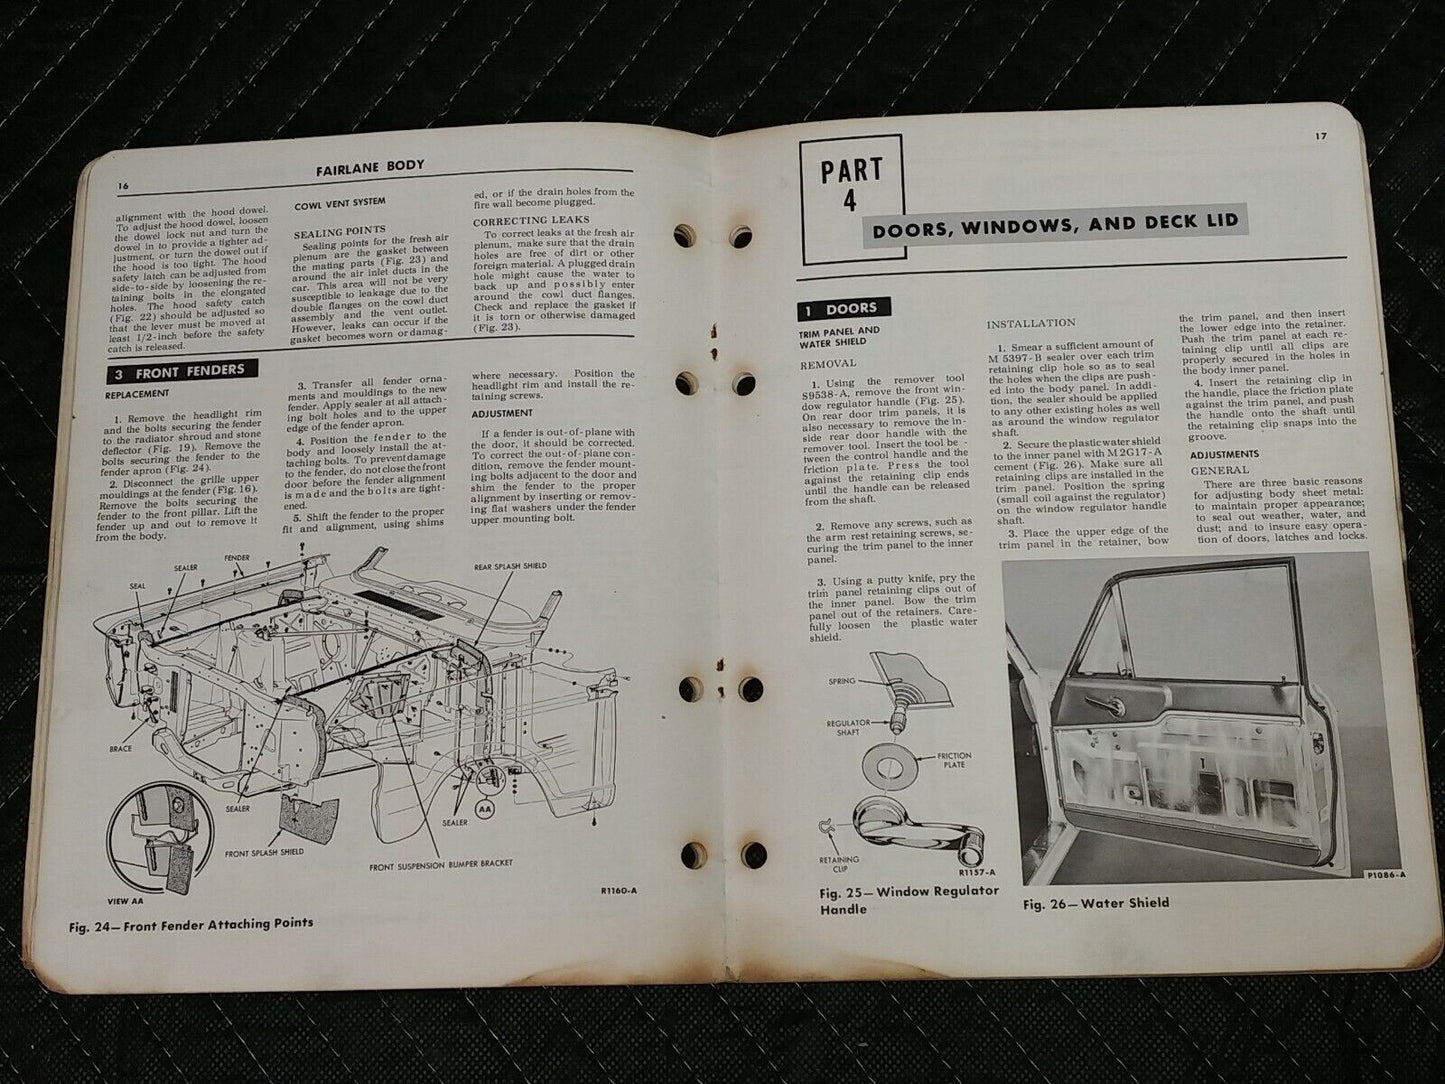 16
FAIRLANE BODY
alignment with the hood dowel.
To adjust the hood dowel, loosen
the dowel lock nut and turn the
dowel in to provide a tighter ad-
justment, or turn the dowel out if
the hood is too tight. The hood
safety latch can be adjusted from
side-to-side by loosening the re-
taining bolts in the elongated
holes. The hood safety catch
(Fig. 22) should be adjusted so
that the lever must be moved at
least 1/2-inch before the safety
catch is released.
COWL VENT SYSTEM
SEALING POINTS
Sealing points for the fresh air
plenum are the gasket between
the mating parts (Fig. 23) and
around the air inlet ducts in the
car. This area will not be very
susceptible to leakage due to the
double flanges on the cowl duct
assembly and the vent outlet.
However, leaks can occur if the
gasket becomes worn or damag-
ed, or if the drain holes from the
fire wall become plugged.
CORRECTING LEAKS
To correct leaks at the fresh air
plenum, make sure that the drain
holes are free of dirt or other
foreign material. A plugged drain
hole might cause the water to
back up and possibly enter
around the cowl duct flanges.
Check and replace the gasket if
it is torn or otherwise damaged
(Fig. 23).
3 FRONT FENDERS
REPLACEMENT
1. Remove the headlight rim
and the bolts securing the fender
to the radiator shroud and stone
deflector (Fig. 19). Remove the
bolts securing the fender to the
fender apron (Fig. 24).
2. Disconnect the grille upper
mouldings at the fender (Fig. 16).
Remove the bolts securing the
fender to the front pillar. Lift the
fender up and out to remove it
from the body.
3. Transfer all fender orna-
ments and mouldings to the new
fender. Apply sealer at all attach-
ing bolt holes and to the upper
edge of the fender apron.
4. Position the fender to the
body and loosely install the at-
taching bolts. To prevent damage
to the fender, do not close the front
door before the fender alignment
is made and the bolts are tight-
ened.
5. Shift the fender to the proper
fit and alignment, using shims
where necessary. Position the
headlight rim and install the re-
taining screws.
ADJUSTMENT
If a fender is out-of-plane with
the door, it should be corrected.
To correct the out-of-plane con-
dition, remove the fender mount-
ing bolts adjacent to the door and
shim the fender to the proper
alignment by inserting or remov-
ing flat washers under the fender
upper mounting bolt.
FENDER
SEALER
SEAL
REAR SPLASH SHIELD
BRACE
SEALER
AA
SEALER
FRONT SPLASH SHIELD
FRONT SUSPENSION BUMPER BRACKET
VIEW AA
R1160-A
Fig. 24—Front Fender Attaching Points
17
PART
4
DOORS, WINDOWS, AND DECK LID
1 DOORS
TRIM PANEL AND
WATER SHIELD
REMOVAL
1. Using the remover tool
S9538-A, remove the front win-
dow regulator handle (Fig. 25).
On rear door trim panels, it is
also necessary to remove the in-
side rear door handle with the
remover tool. Insert the tool be-
tween the control handle and the
friction plate. Press the tool
against the retaining clip ends
until the handle can be released
from the shaft.
2. Remove any screws, such as
the arm rest retaining screws, se-
curing the trim panel to the inner
panel.
3. Using a putty knife, pry the
trim panel retaining clips out of
the inner panel. Bow the trim
panel out of the retainers. Care-
fully loosen the plastic water
shield.
INSTALLATION
1. Smear a sufficient amount of
M 5397-B sealer over each trim
retaining clip hole so as to seal
the holes when the clips are push-
ed into the body panel. In addi-
tion, the sealer should be applied
to any other existing holes as well
as around the window regulator
shaft.
2. Secure the plastic water shield
to the inner panel with M 2G17-A
cement (Fig. 26). Make sure all
retaining clips are installed in the
trim panel. Position the spring
(small coil against the regulator)
on the window regulator handle
shaft.
3. Place the upper edge of the
trim panel in the retainer, bow
the trim panel, and then insert
the lower edge into the retainer.
Push the trim panel at each re-
taining clip until all clips are
properly secured in the holes in
the body inner panel.
4. Insert the retaining clip in
the handle, place the friction plate
against the trim panel, and push
the handle onto the shaft until
the retaining clip snaps into the
groove.
ADJUSTMENTS
GENERAL
There are three basic reasons
for adjusting body sheet metal:
to maintain proper appearance;
to seal out weather, water, and
dust; and to insure easy opera-
tion of doors, latches and locks.
SPRING
REGULATOR
SHAFT
FRICTION
PLATE
RETAINING
CLIP
R1157-A
Fig. 25—Window Regulator
Handle
1
P1086-A
Fig. 26—Water Shield